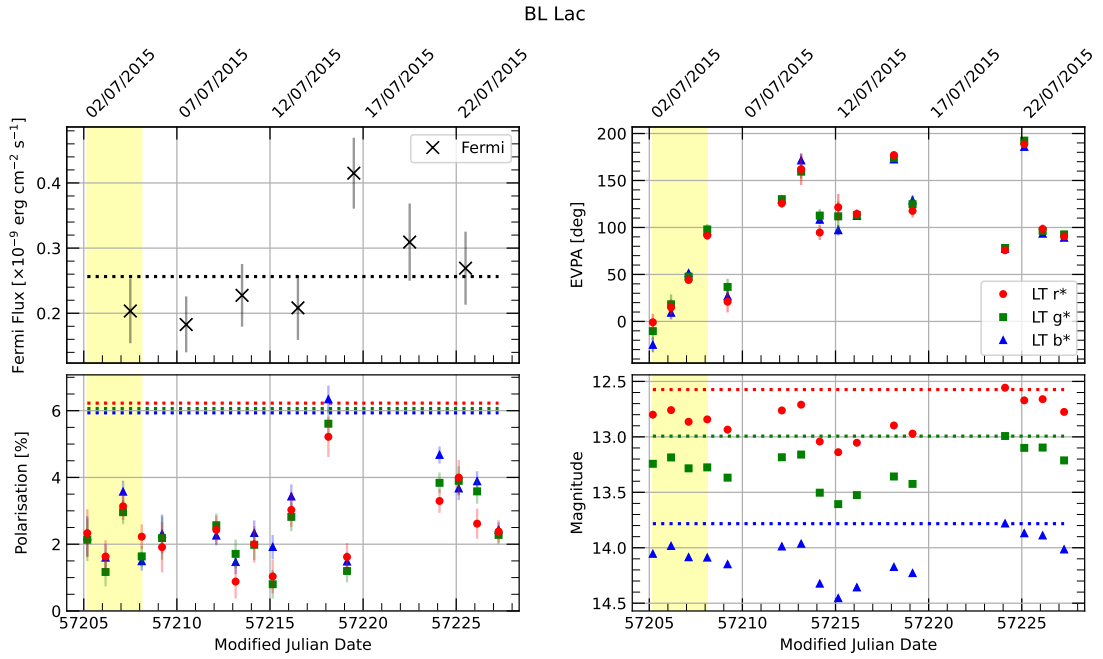 BL Lac
02/07/2015 07/07/2015 12/07/2015 17/07/2015 22/07/2015
Fermi Flux [×10⁻⁹ erg cm⁻² s⁻¹]
0.4
0.3
0.2
Fermi
Polarisation [%]
6
4
2
0
57205 57210 57215 57220 57225
Modified Julian Date
02/07/2015 07/07/2015 12/07/2015 17/07/2015 22/07/2015
EVPA [deg]
200
150
100
50
0
LT r*
LT g*
LT b*
Magnitude
12.5
13.0
13.5
14.0
14.5
57205 57210 57215 57220 57225
Modified Julian Date